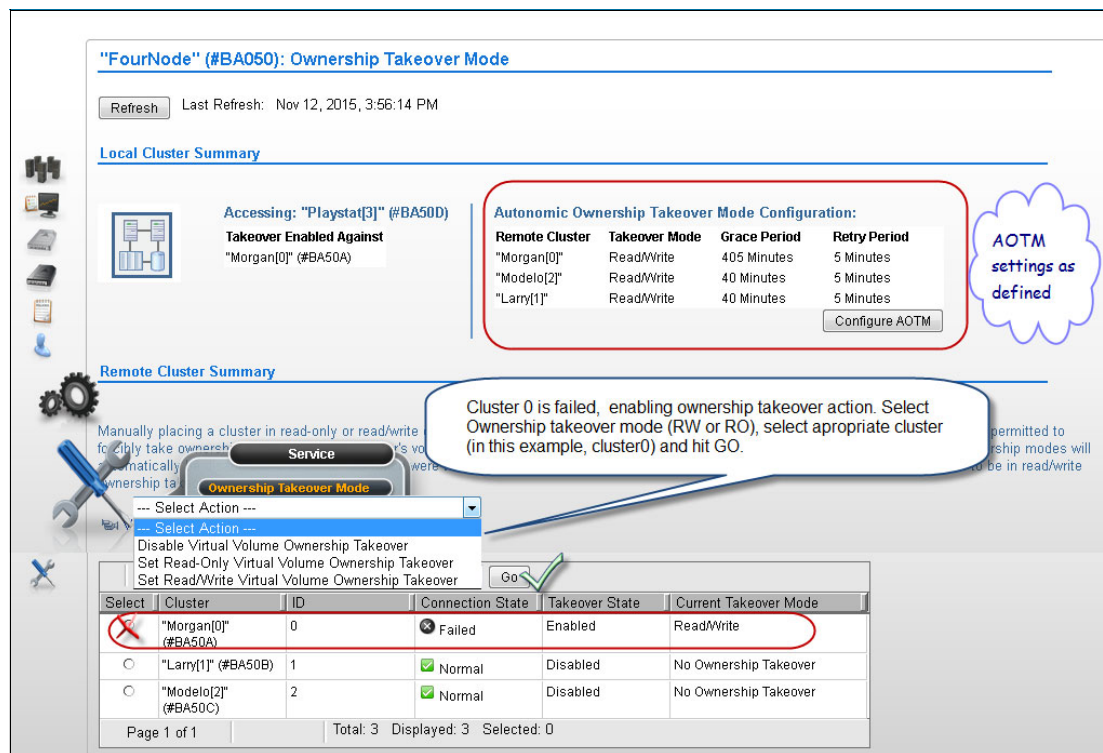 "FourNode" (#BA050): Ownership Takeover Mode
Refresh Last Refresh: Nov 12, 2015, 3:56:14 PM
Local Cluster Summary
Accessing: "Playstat[3]" (#BA50D)
Takeover Enabled Against
"Morgan[0]" (#BA50A)
Autonomic Ownership Takeover Mode Configuration:
Remote Cluster Takeover Mode Grace Period Retry Period
"Morgan[0]" Read/Write 405 Minutes 5 Minutes
"Modelo[2]" Read/Write 40 Minutes 5 Minutes
"Larry[1]" Read/Write 40 Minutes 5 Minutes
Configure AOTM
AOTM
settings as
defined
Remote Cluster Summary
Cluster 0 is failed, enabling ownership takeover action. Select
Ownership takeover mode (RW or RO), select apropriate cluster
(in this example, cluster0) and hit GO.
Manually placing a cluster in read-only or read/write permitted to
take ownership modes will
were to be in read/write
Service
Ownership Takeover Mode
--- Select Action ---
--- Select Action ---
Disable Virtual Volume Ownership Takeover
Set Read-Only Virtual Volume Ownership Takeover
Set Read/Write Virtual Volume Ownership Takeover
Go
Select Cluster ID Connection State Takeover State Current Takeover Mode
"Morgan[0]" (#BA50A) 0 Failed Enabled Read/Write
"Larry[1]" (#BA50B) 1 Normal Disabled No Ownership Takeover
"Modelo[2]" (#BA50C) 2 Normal Disabled No Ownership Takeover
Page 1 of 1 Total: 3 Displayed: 3 Selected: 0